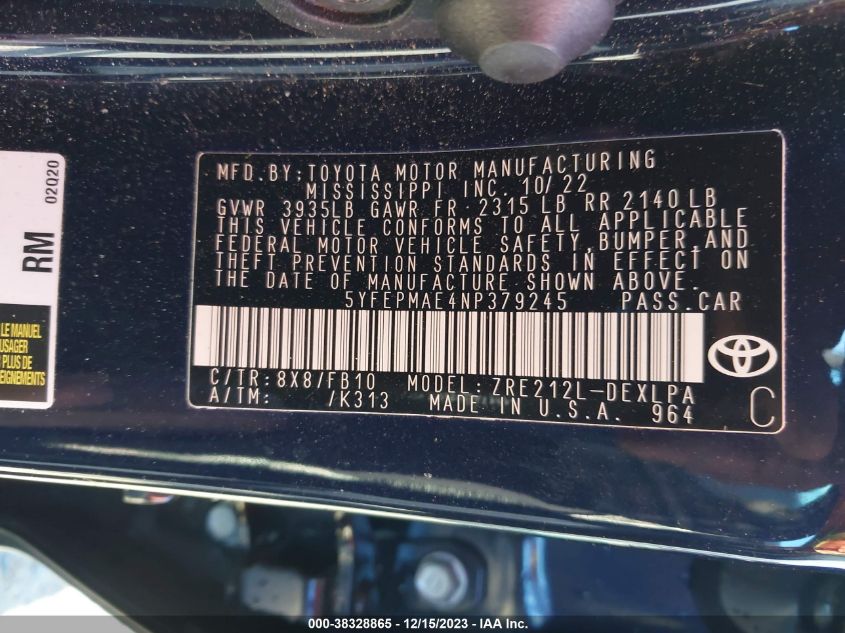 02Q20
RM
LE MANUEL
USAGER
PLUS DE
MFD.BY:TOYOTA MOTOR MANUFACTURING
MISSISSIPPI INC. 10/22
GVWR 3935LB GAWR FR 2315 LB RR 2140 LB
THIS VEHICLE CONFORMS TO ALL APPLICABLE
FEDERAL MOTOR VEHICLE SAFETY,BUMPER,AND
THEFT PREVENTION STANDARDS IN EFFECT ON
THE DATE OF MANUFACTURE SHOWN ABOVE.
5YFEPMAE4NP379245 PASS.CAR
C/TR:8X8/FB10 MODEL:ZRE212L-DEXLPA
A/TM: /K313 MADE IN U.S.A. 964
C
000-38328865 - 12/15/2023 - IAA Inc.